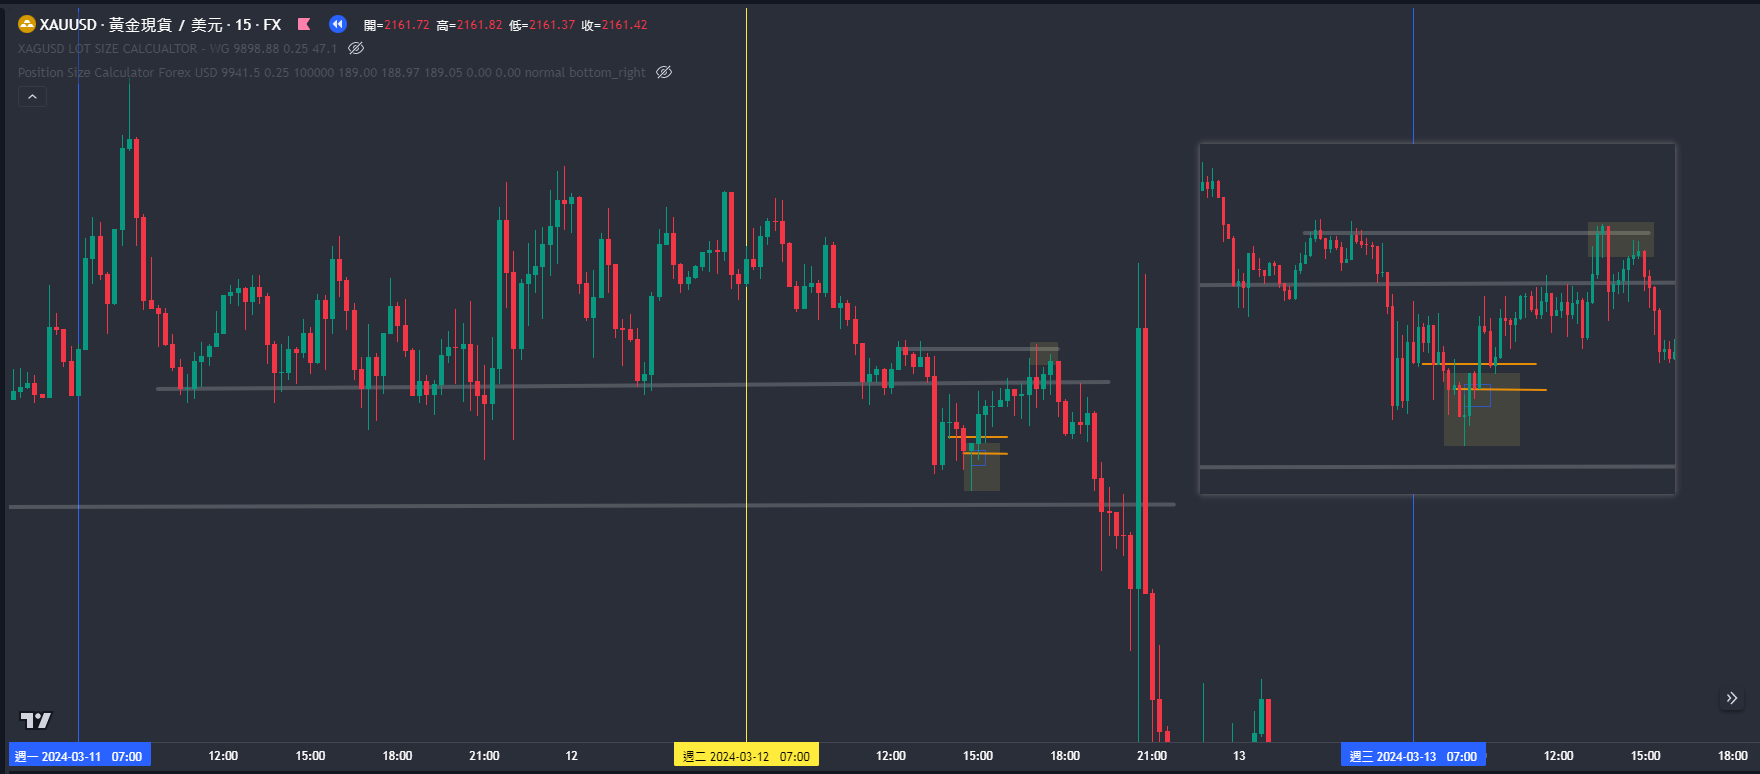 XAUUSD · 黃金現貨 / 美元 · 15 · FX 開=2161.72 高=2161.82 低=2161.37 收=2161.42
XAGUSD LOT SIZE CALCUALTOR - WG 9898.88 0.25 47.1
Position Size Calculator Forex USD 9941.5 0.25 100000 189.00 188.97 189.05 0.00 0.00 normal bottom_right
週一 2024-03-11 07:00 12:00 15:00 18:00 21:00 12 週二 2024-03-12 07:00 12:00 15:00 18:00 21:00 13 週三 2024-03-13 07:00 12:00 15:00 18:00